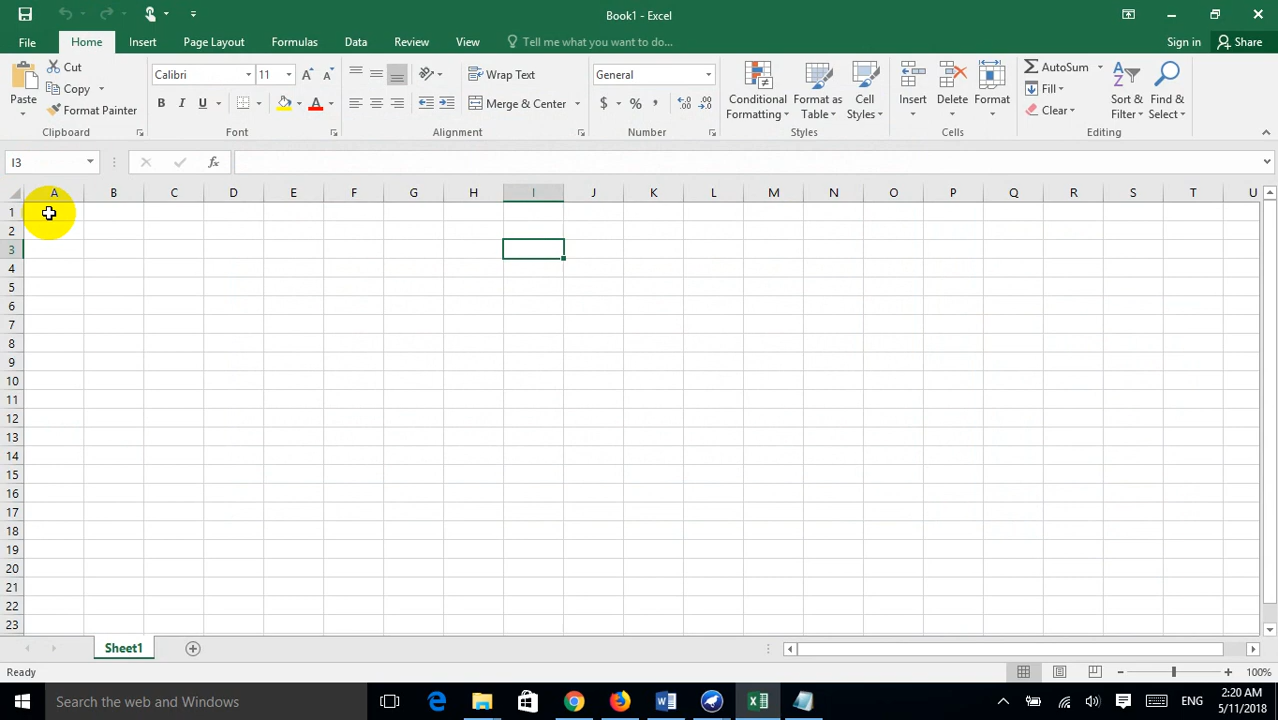 Book1 - Excel
File Home Insert Page Layout Formulas Data Review View Tell me what you want to do... Sign in Share
Paste Cut Copy Format Painter Clipboard
Calibri 11 A A B I U A Font
Wrap Text Merge & Center Alignment
General $ % , Number
Conditional Formatting Format as Table Cell Styles Styles
Insert Delete Format Cells
AutoSum Fill Clear Sort & Filter Find & Select Editing
I3 fx
A B C D E F G H I J K L M N O P Q R S T U
1
2
3
4
5
6
7
8
9
10
11
12
13
14
15
16
17
18
19
20
21
22
23
Sheet1
Ready 100%
Search the web and Windows ENG 2:20 AM
5/11/2018